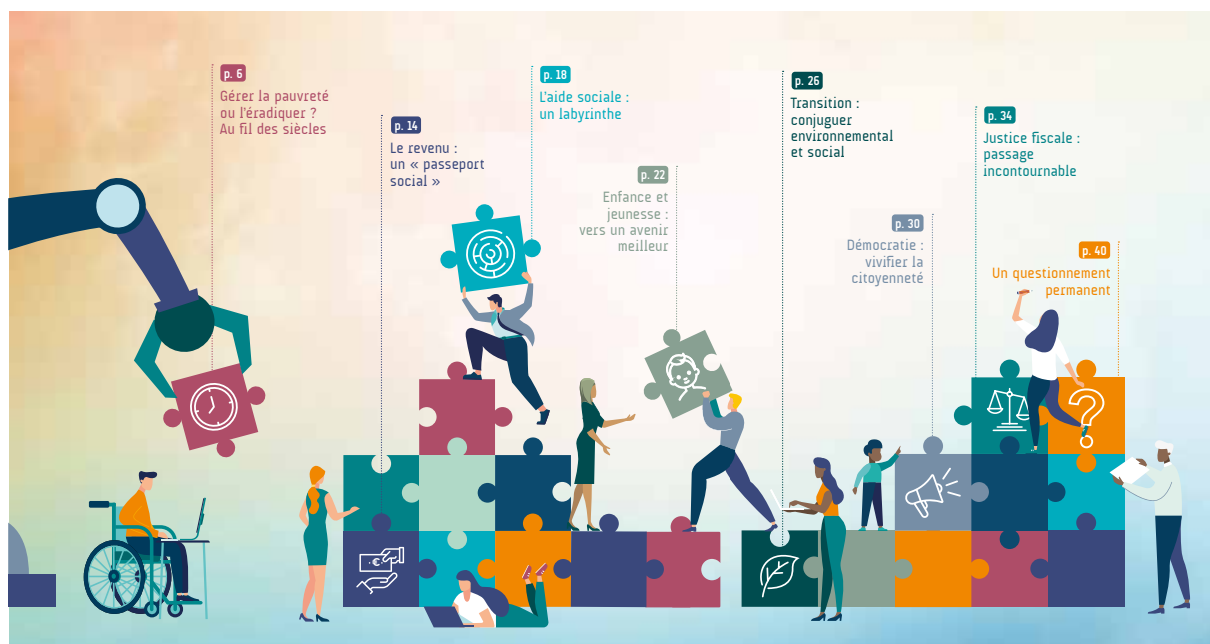 p. 6
Gérer la pauvreté
ou l'éradiquer ?
Au fil des siècles
p. 14
Le revenu :
un « passeport
social »
p. 18
L'aide sociale :
un labyrinthe
p. 22
Enfance et
jeunesse :
vers un avenir
meilleur
p. 26
Transition :
conjuguer
environnemental
et social
p. 30
Démocratie :
vivifier la
citoyenneté
p. 34
Justice fiscale :
passage
incontournable
p. 40
Un questionnement
permanent
€
?